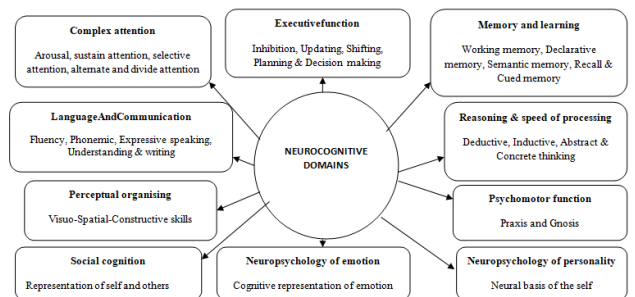 Complex attention
Arousal, sustain attention, selective
attention, alternate and divide attention
Executivefunction
Inhibition, Updating, Shifting,
Planning & Decision making
Memory and learning
Working memory, Declarative
memory, Semantic memory, Recall &
Cued memory
LanguageAndCommunication
Fluency, Phonemic, Expressive speaking,
Understanding & writing
NEUROCOGNITIVE
DOMAINS
Reasoning & speed of processing
Deductive, Inductive, Abstract &
Concrete thinking
Perceptual organising
Visuo-Spatial-Constructive skills
Psychomotor function
Praxis and Gnosis
Social cognition
Representation of self and others
Neuropsychology of emotion
Cognitive representation of emotion
Neuropsychology of personality
Neural basis of the self